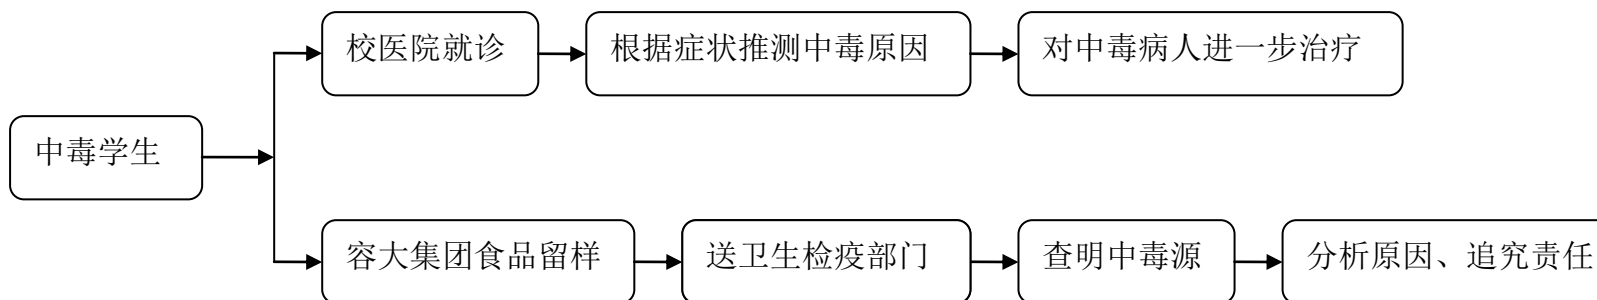 校医院就诊
根据症状推测中毒原因
对中毒病人进一步治疗
中毒学生
容大集团食品留样
送卫生检疫部门
查明中毒源
分析原因、追究责任